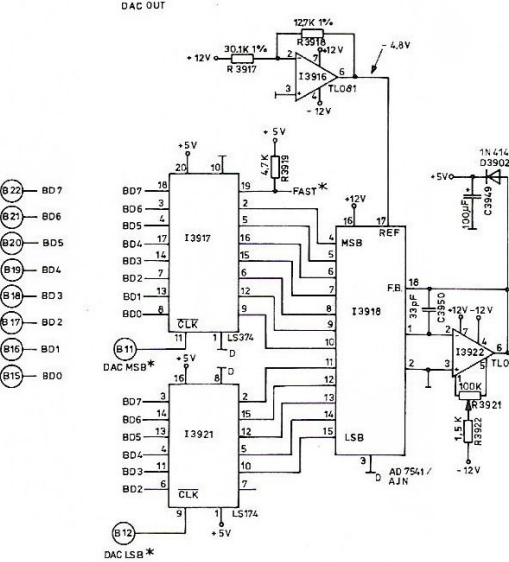 DAC OUT
12.7K 1%
R3918
+12V
30.1K 1%
R3917
2
7
+12V
I3916
6
TL081
3
4
-12V
-4,8V
+5V
4,7K
R3919
+5V
20
10
FAST*
1N414
D3902
+5V
100µF
C3949
B22 BD7
B21 BD6
B20 BD5
B19 BD4
B18 BD3
B17 BD2
B16 BD1
B15 BD0
BD7 18
BD6 3
BD5 4
BD4 17
BD3 14
BD2 7
BD1 13
BD0 8
I3917
19
2
5
16
15
6
12
9
CLK
11
1
D
LS374
B11
DAC MSB*
+12V
16
17
REF
MSB
4
5
6
7
8
9
10
11
12
13
14
15
LSB
I3918
F.B.
18
1
2
3
D
AD7541/
AJN
33pF
C3950
+12V -12V
2
7
4
I3922
6
3
5
1
TL0
100K
R3921
1,5K
R3922
-12V
+5V
16
8
D
BD7 3
BD6 14
BD5 13
BD4 4
BD3 11
BD2 6
I3921
2
15
12
5
10
7
CLK
9
1
+5V
LS174
B12
DAC LSB*